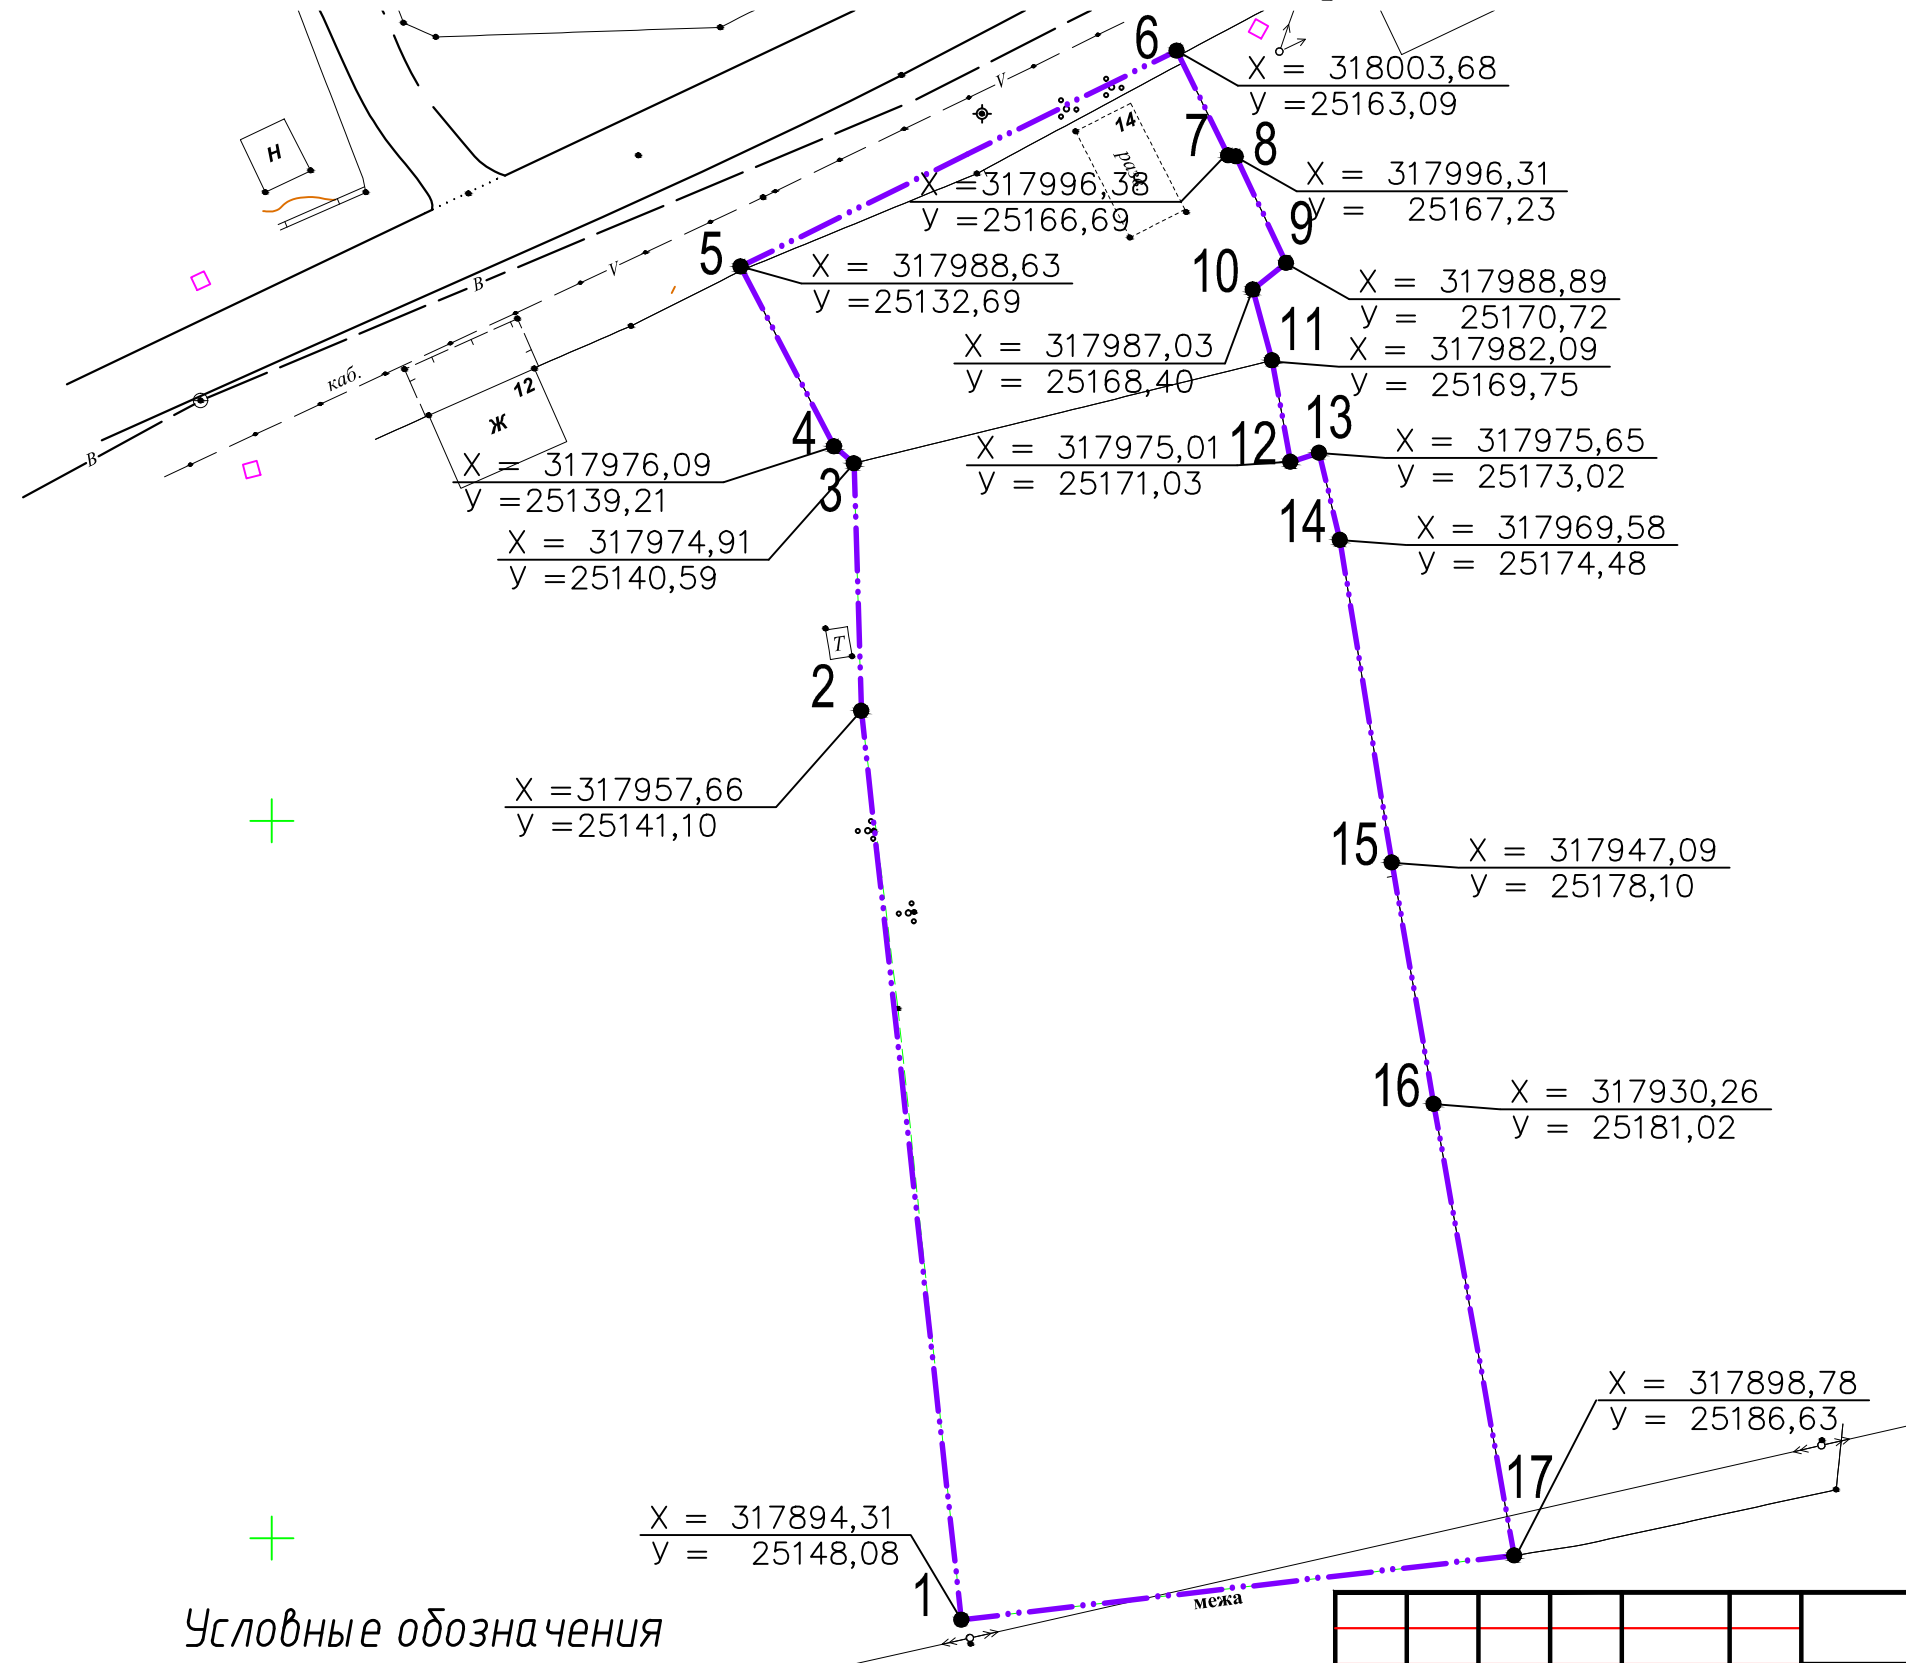 6
X = 318003,68
У =25163,09
14
разр.
Н
7
8
X =317996,38
У =25166,69
X = 317996,31
У = 25167,23
V
V
В
В
9
5
10
X = 317988,63
У =25132,69
X = 317988,89
У = 25170,72
11
X = 317987,03
У = 25168,40
X = 317982,09
У = 25169,75
каб.
12
Ж
4
3
X = 317976,09
У =25139,21
12
13
X = 317975,01
У = 25171,03
X = 317975,65
У = 25173,02
X = 317974,91
У =25140,59
14
X = 317969,58
У = 25174,48
Т
2
X =317957,66
У =25141,10
15
X = 317947,09
У = 25178,10
16
X = 317930,26
У = 25181,02
X = 317898,78
У = 25186,63
17
X = 317894,31
У = 25148,08
1
межа
Условные обозначения